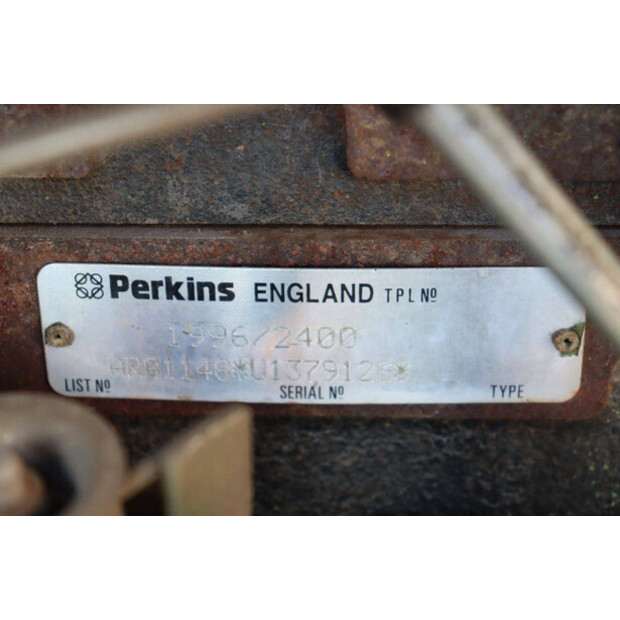 Perkins ENGLAND TPL Nº
1996/2400
LIST Nº SERIAL Nº TYPE